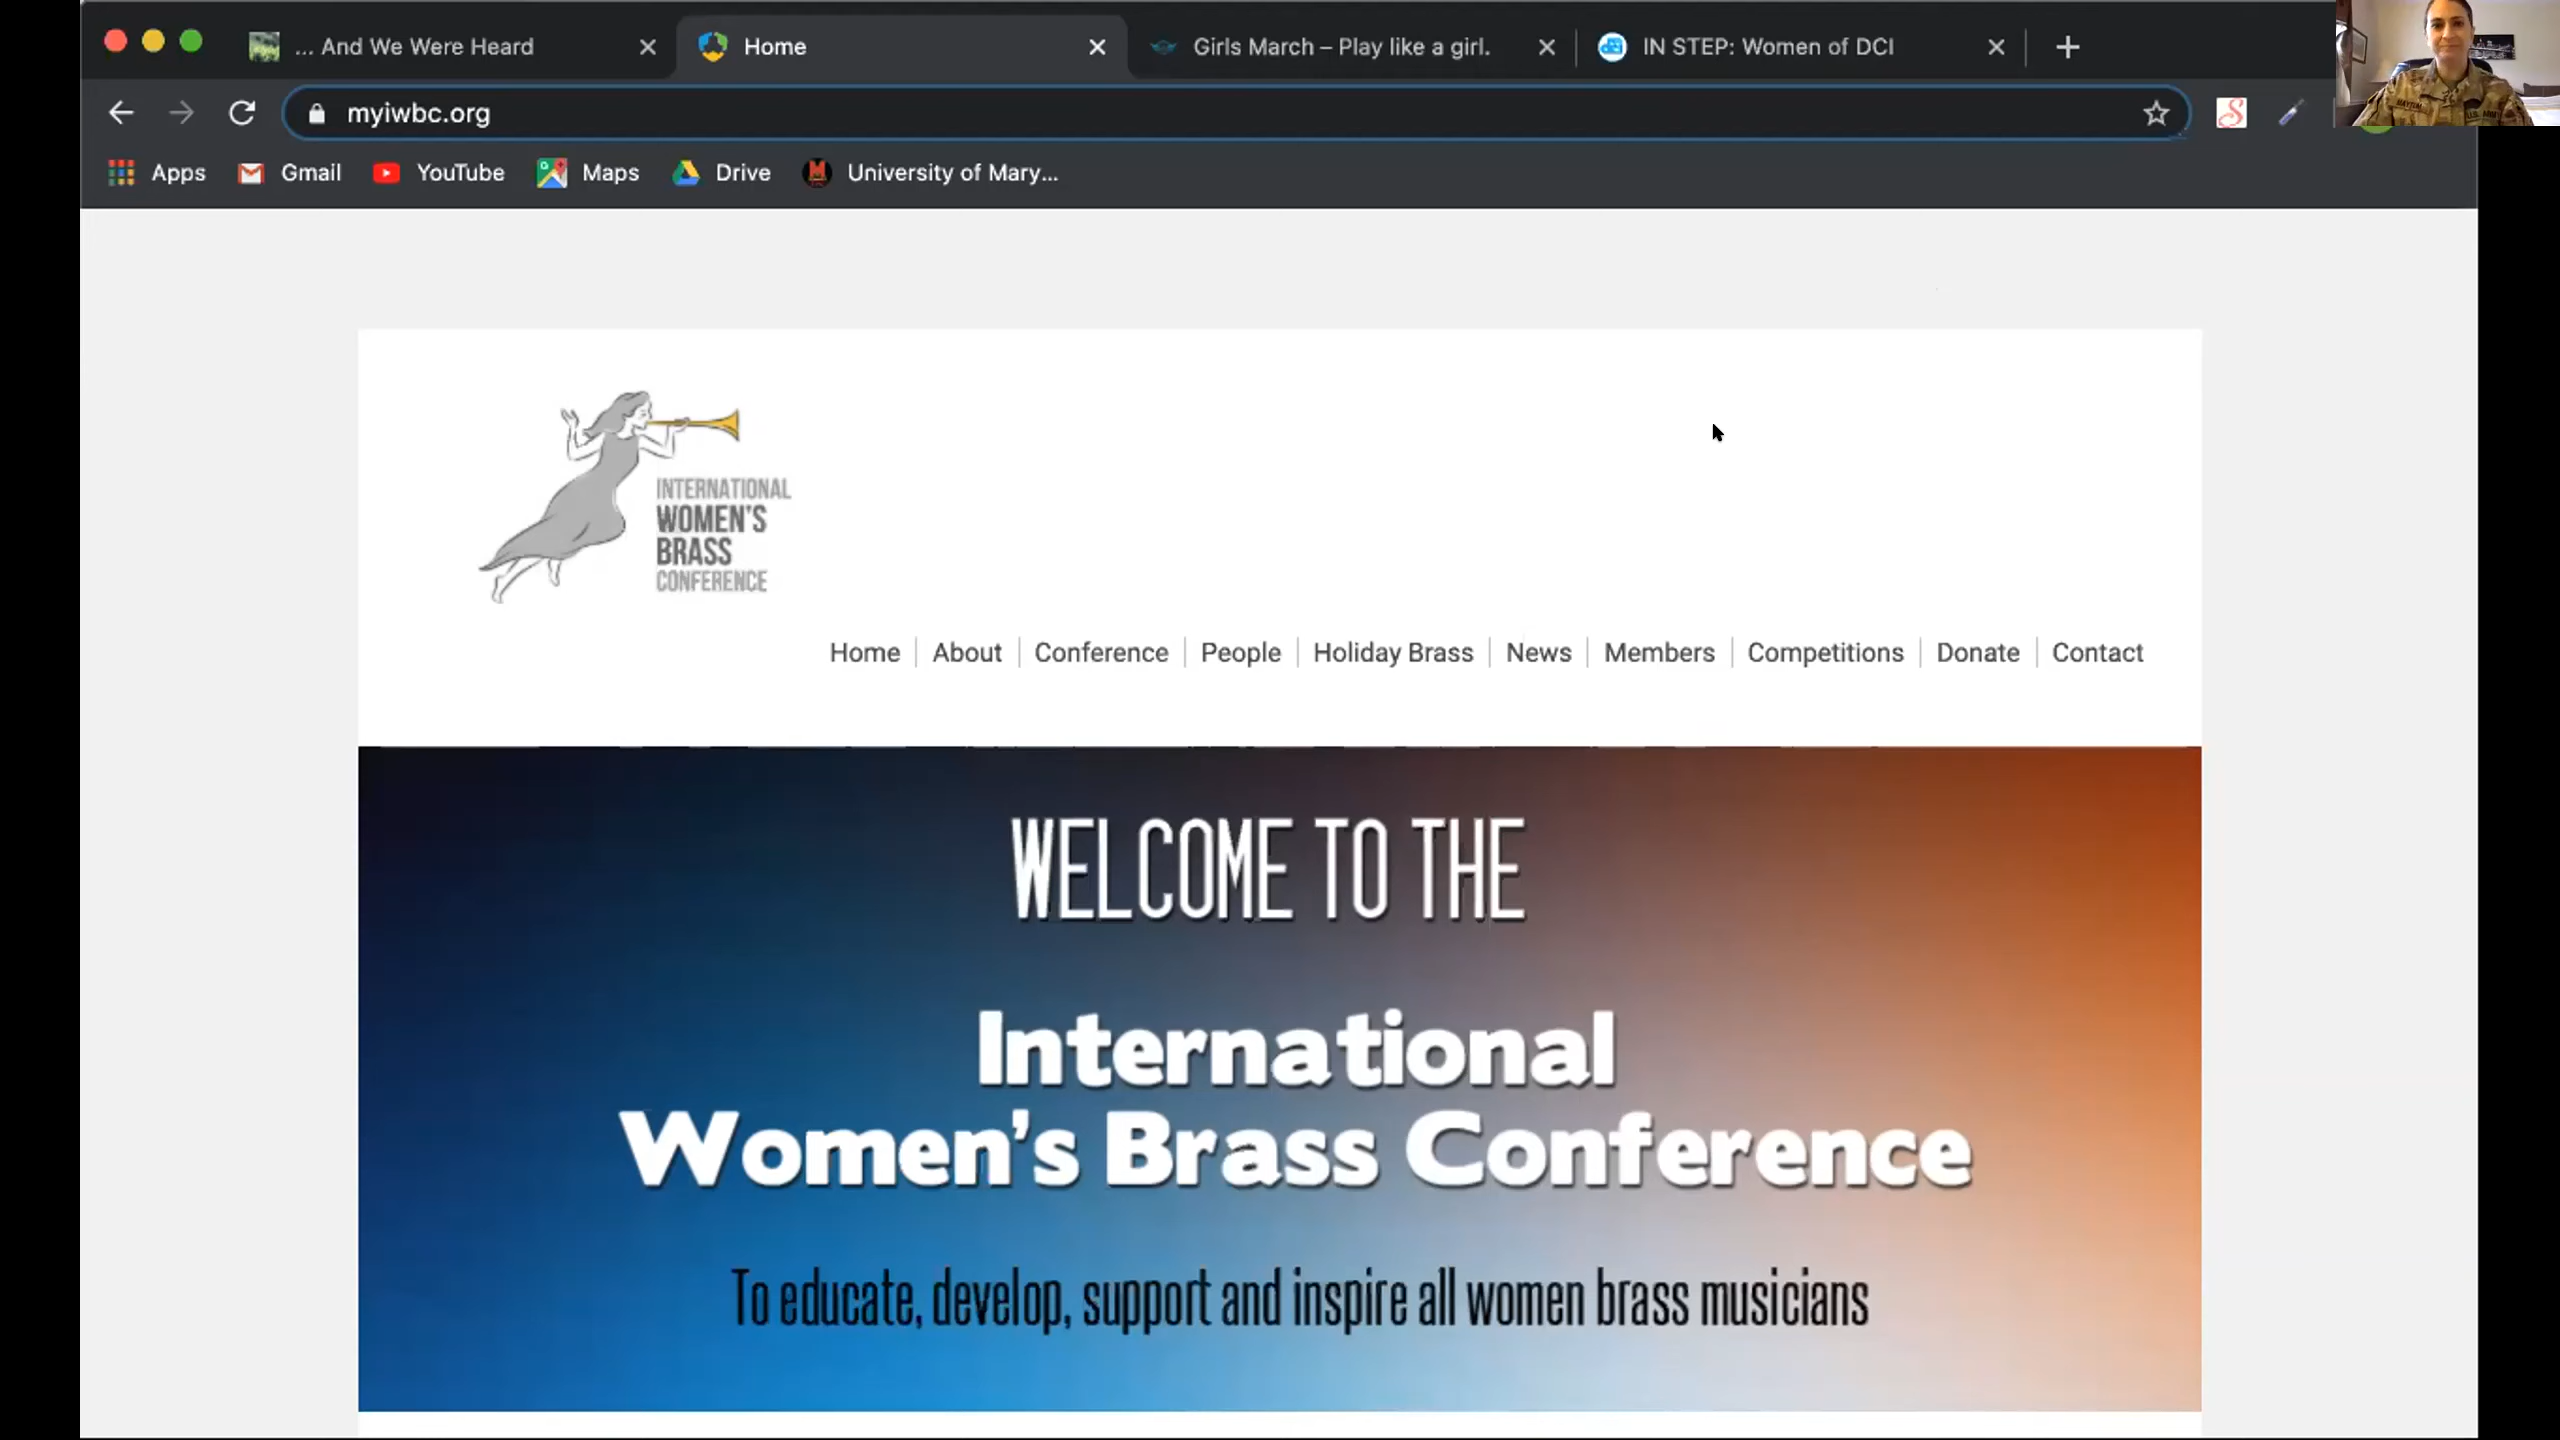 ... And We Were Heard
Home
Girls March – Play like a girl.
IN STEP: Women of DCI
myiwbc.org
Apps
Gmail
YouTube
Maps
Drive
University of Mary...
INTERNATIONAL
WOMEN'S
BRASS
CONFERENCE
Home
About
Conference
People
Holiday Brass
News
Members
Competitions
Donate
Contact
WELCOME TO THE
International
Women's Brass Conference
To educate, develop, support and inspire all women brass musicians